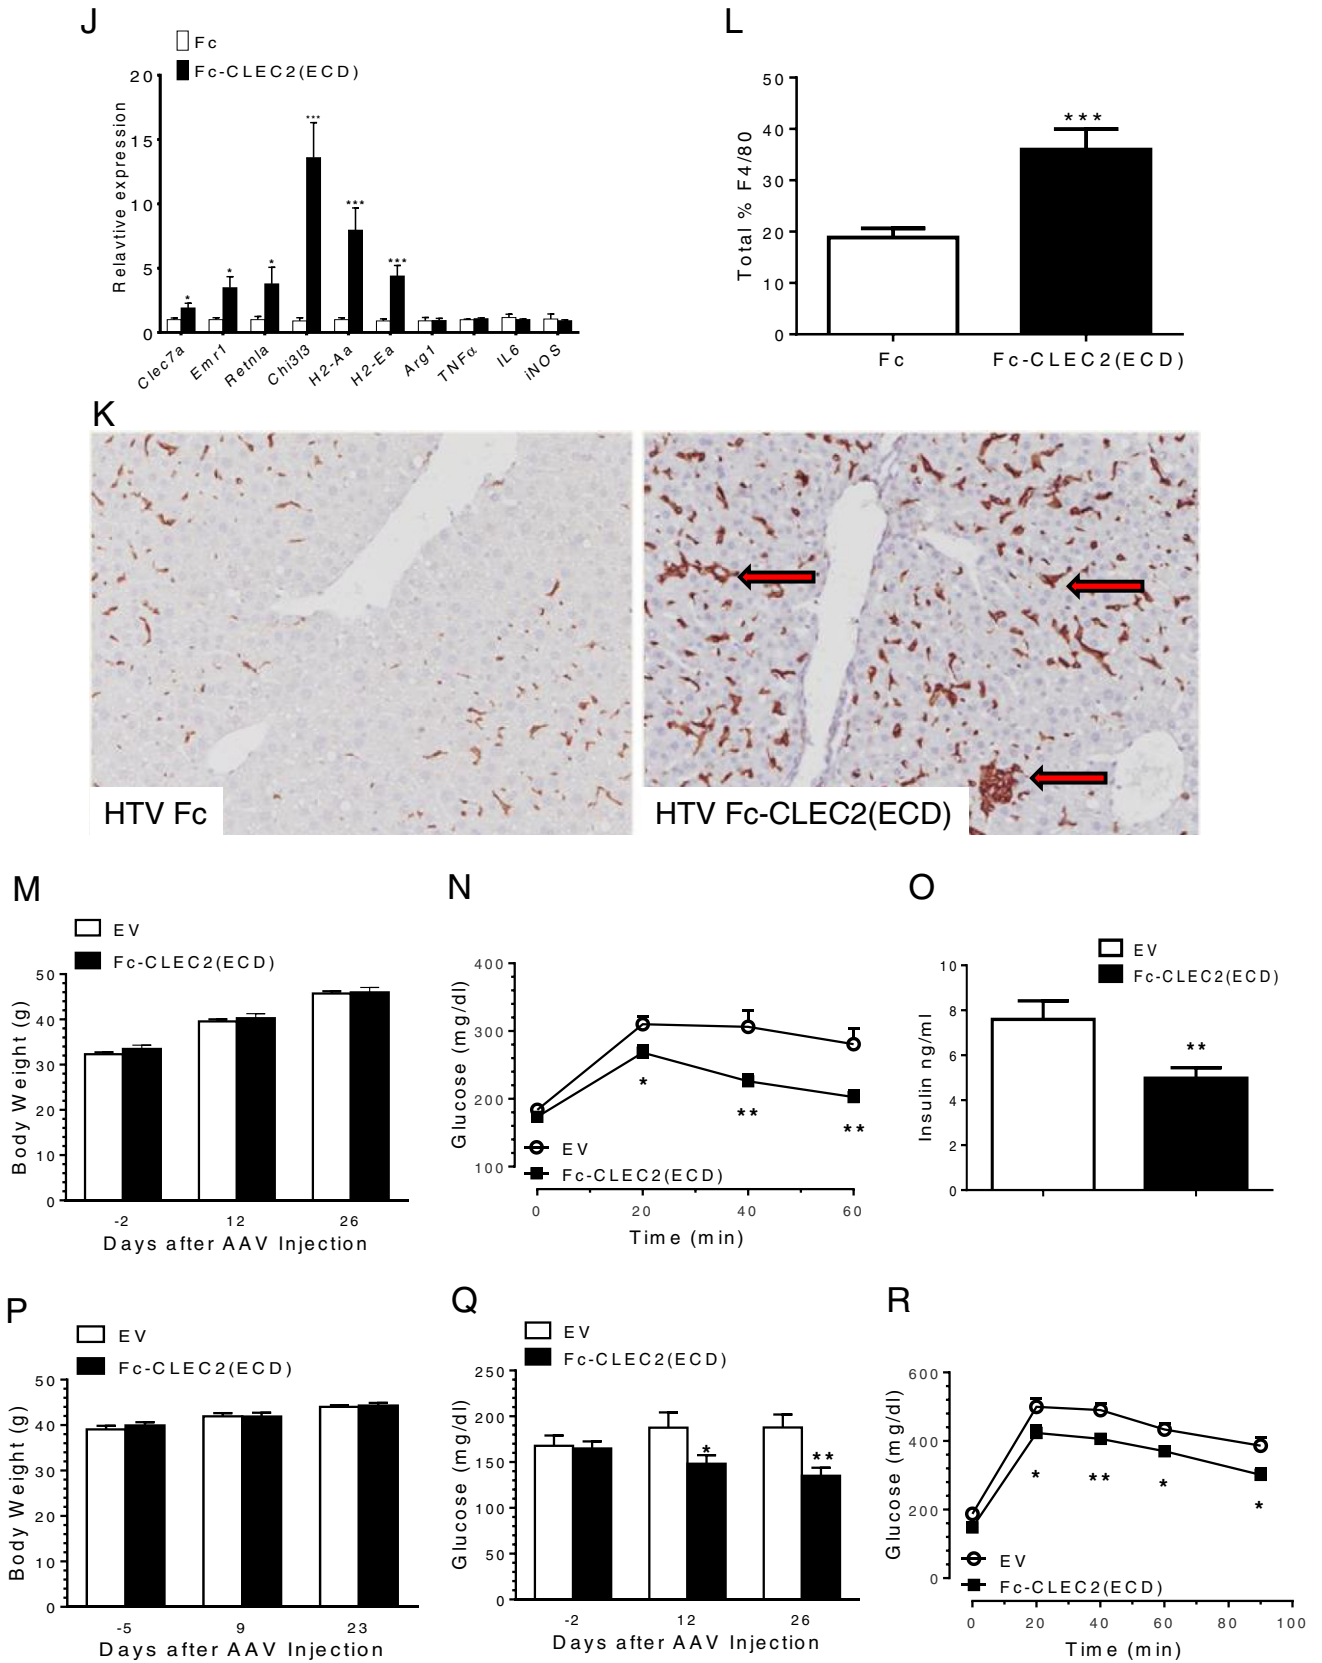 J
Fc
Fc-CLEC2(ECD)
Relavtive expression
20
15
10
5
0
*
*
*
***
***
***
Clec7a
Emr1
Retnla
Chi3l3
H2-Aa
H2-Ea
Arg1
TNFα
IL6
iNOS
L
Total % F4/80
50
40
30
20
10
0
***
Fc
Fc-CLEC2(ECD)
K
HTV Fc
HTV Fc-CLEC2(ECD)
M
EV
Fc-CLEC2(ECD)
Body Weight (g)
50
40
30
20
10
0
-2 12 26
Days after AAV Injection
N
Glucose (mg/dl)
400
300
200
100
*
**
**
EV
Fc-CLEC2(ECD)
0 20 40 60
Time (min)
O
EV
Fc-CLEC2(ECD)
Insulin ng/ml
10
8
6
4
2
0
**
P
EV
Fc-CLEC2(ECD)
Body Weight (g)
50
40
30
20
10
0
-5 9 23
Days after AAV Injection
Q
EV
Fc-CLEC2(ECD)
Glucose (mg/dl)
250
200
150
100
50
0
*
**
-2 12 26
Days after AAV Injection
R
Glucose (mg/dl)
600
400
200
0
*
**
*
*
EV
Fc-CLEC2(ECD)
0 20 40 60 80 100
Time (min)